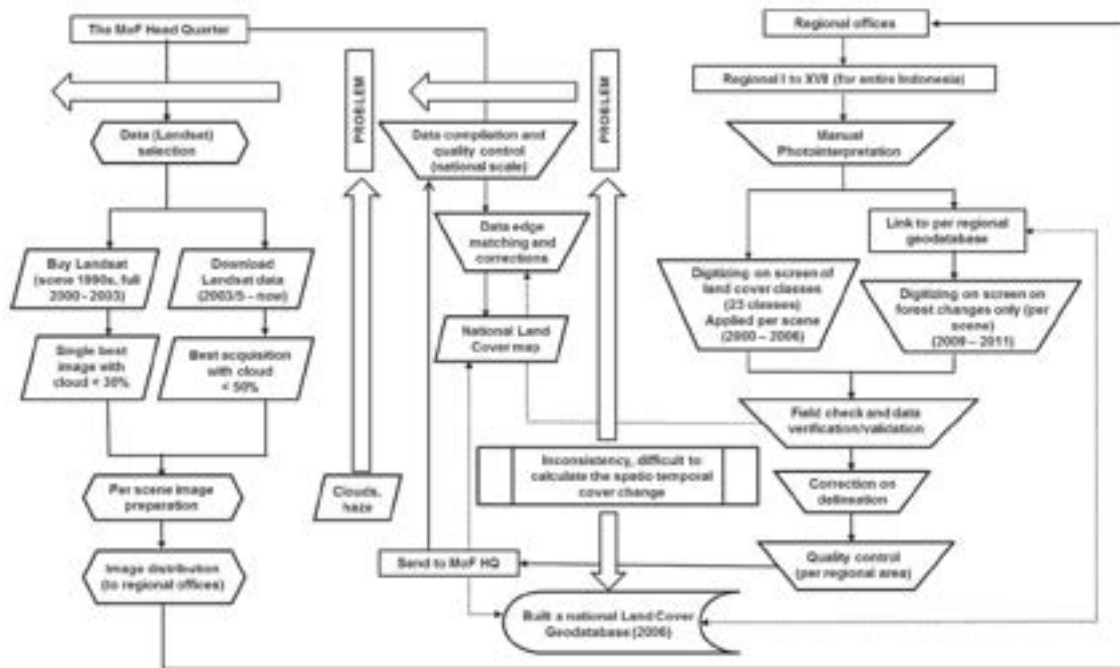 The MoF Head Quarter
Data (Landsat)
selection
Buy Landsat
(some 1990s, full
2000 - 2003)
Download
Landsat data
(2003/5 – now)
Single best
image with
cloud < 30%
Best acquisition
with cloud
< 50%
Per scene image
preparation
Image distribution
(to regional offices)
PROBLEM
Clouds,
haze
Data compilation and
quality control
(national scale)
Data edge
matching and
corrections
National Land
Cover map
PROBLEM
Inconsistency, difficult to
calculate the spatio temporal
cover change
Send to MoF HQ
Built a national Land Cover
Geodatabase (2006)
Regional offices
Regional I to XVII (for entire Indonesia)
Manual
Photointerpretation
Digitizing on screen of
land cover classes
(23 classes)
Applied per scene
(2000 – 2006)
Link to per regional
geodatabase
Digitizing on screen on
forest changes only (per
scene)
(2009 – 2011)
Field check and data
verification/validation
Correction on
delineation
Quality control
(per regional area)